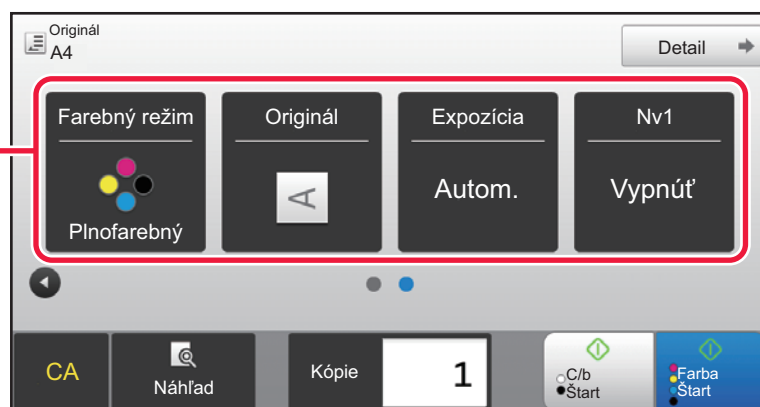 Originál
A4
Detail
Farebný režim
Plnofarebný
Originál
A
Expozícia
Autom.
Nv1
Vypnúť
CA
Náhľad
Kópie
1
C/b
Štart
Farba
Štart